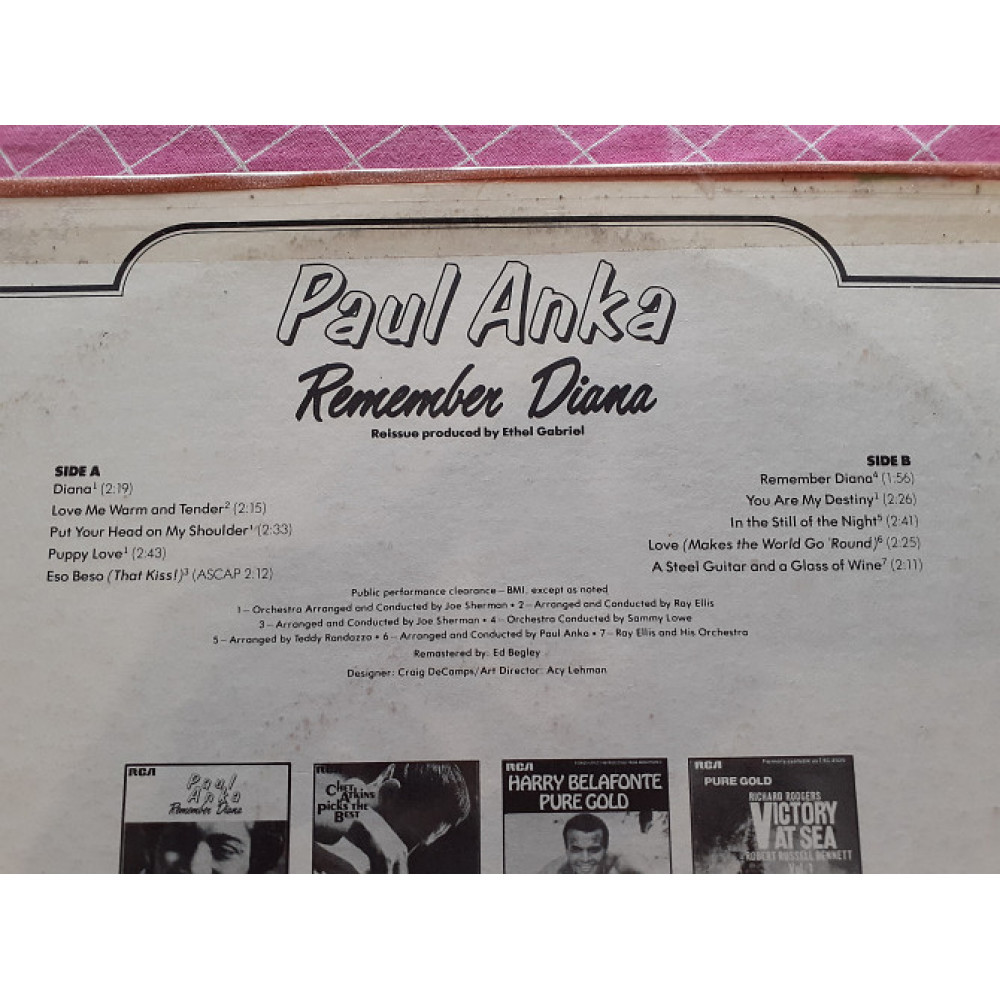 Paul Anka
Remember Diana
Reissue produced by Ethel Gabriel
SIDE A
Diana¹ (2:19)
Love Me Warm and Tender² (2:15)
Put Your Head on My Shoulder¹ (2:33)
Puppy Love¹ (2:43)
Eso Beso (That Kiss!)³ (ASCAP 2:12)
SIDE B
Remember Diana⁴ (1:56)
You Are My Destiny¹ (2:26)
In the Still of the Night⁵ (2:41)
Love (Makes the World Go 'Round)⁶ (2:25)
A Steel Guitar and a Glass of Wine⁷ (2:11)
Public performance clearance—BMI, except as noted
1—Orchestra Arranged and Conducted by Joe Sherman • 2—Arranged and Conducted by Ray Ellis
3—Arranged and Conducted by Joe Sherman • 4—Orchestra Conducted by Sammy Lowe
5—Arranged by Teddy Randazzo • 6—Arranged and Conducted by Paul Anka • 7—Ray Ellis and His Orchestra
Remastered by: Ed Begley
Designer: Craig DeCamps/Art Director: Acy Lehman
RCA
Paul
Anka
Remember Diana
RCA
Chet
Atkins
picks the
Best
RCA
HARRY BELAFONTE
PURE GOLD
RCA
PURE GOLD
RICHARD RODGERS
VICTORY
AT SEA
ROBERT RUSSELL BENNETT
Vol. 1